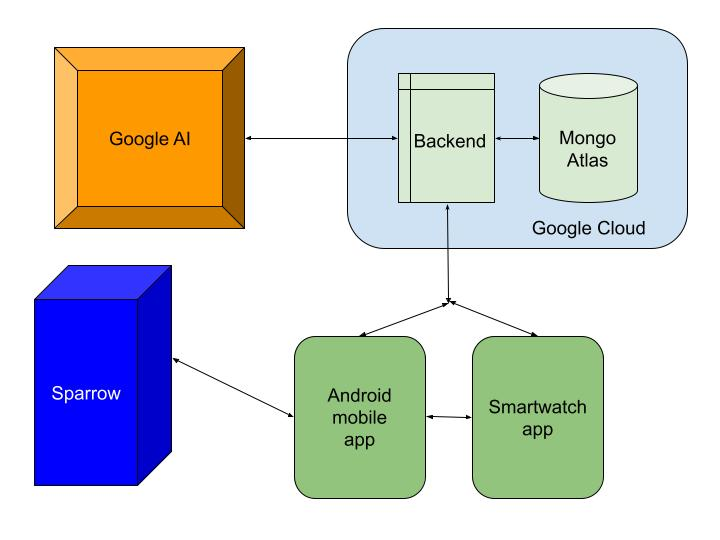 Google AI
Backend
Mongo
Atlas
Google Cloud
Sparrow
Android
mobile
app
Smartwatch
app